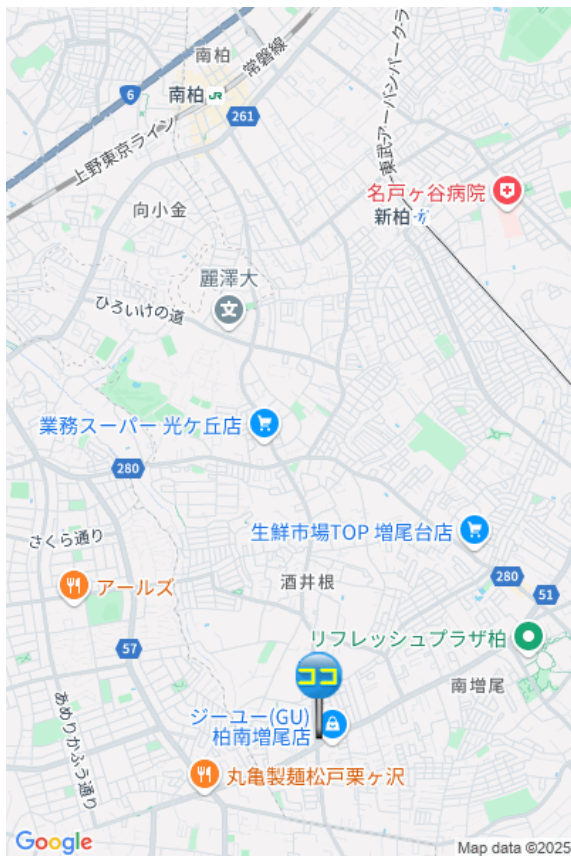 南柏
常磐線
6
南柏
JR
261
上野東京ライン
東武アーバンパークラ
名戸ヶ谷病院
向小金
新柏
麗澤大
文
ひろいけの道
業務スーパー 光ケ丘店
280
さくら通り
生鮮市場TOP 増尾台店
酒井根
280
51
アールズ
リフレッシュプラザ柏
57
ココ
南増尾
あめりかふう通り
ジーユー(GU)
柏南増尾店
丸亀製麺松戸栗ヶ沢
Google
Map data ©2025